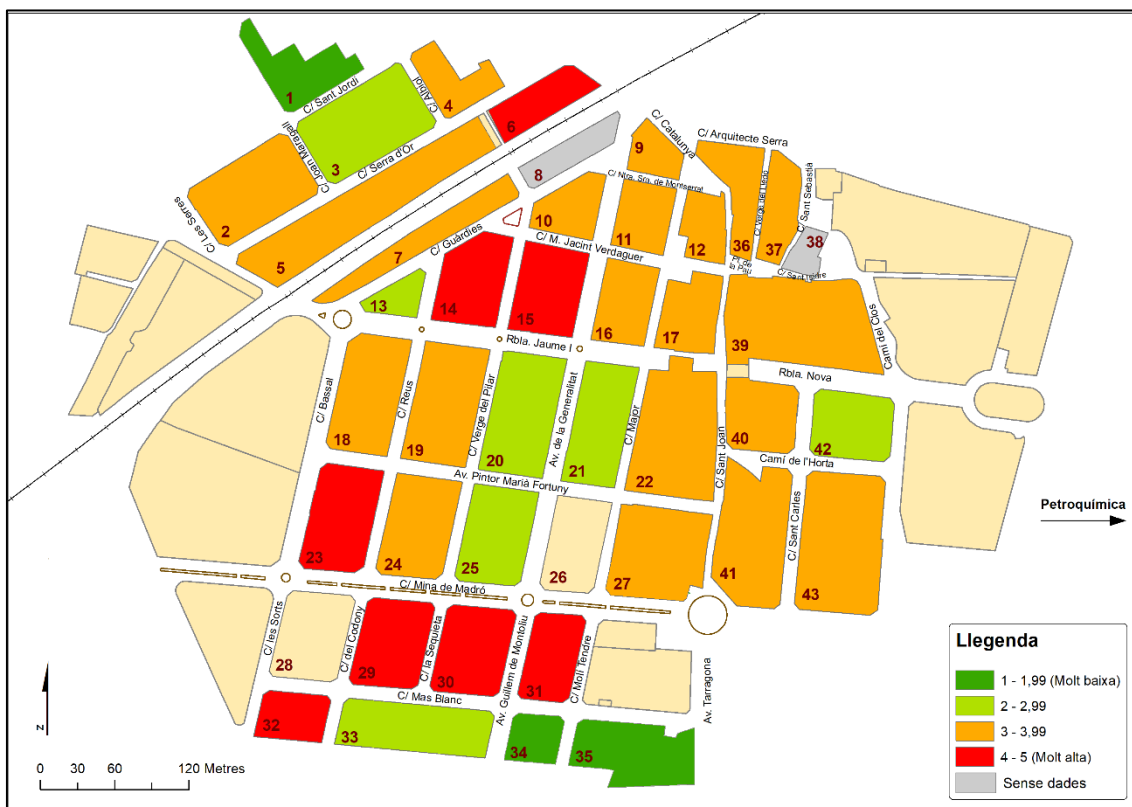 1
C/ Sant Jordi
C/ Albiol
4
6
C/ Joan Maragall
3
C/ Serra d'Or
C/ Les Serres
2
5
8
9
C/ Catalunya
C/ Arquitecte Serra
C/ Ntra. Sra. de Montserrat
C/ Sant Sebastià
7
C/ Guàrdies
10
C/ M. Jacint Verdaguer
11
12
36
Pl. de
la Pau
37
38
13
14
15
16
17
39
Rbla. Jaume I
Camí del Clos
Rbla. Nova
C/ Bassal
C/ Reus
C/ Verge del Pilar
Av. de la Generalitat
C/ Major
C/ Sant Joan
18
19
20
21
22
40
42
Camí de l'Horta
Av. Pintor Marià Fortuny
C/ Sant Carles
Petroquímica
23
24
25
26
27
41
43
C/ Mina de Madró
C/ les Sorts
C/ del Codony
C/ la Sequieta
Av. Guillem de Montoliu
C/ Molí Tendre
Av. Tarragona
28
29
30
31
C/ Mas Blanc
32
33
34
35
Z
0 30 60 120 Metres
Llegenda
1 - 1,99 (Molt baixa)
2 - 2,99
3 - 3,99
4 - 5 (Molt alta)
Sense dades